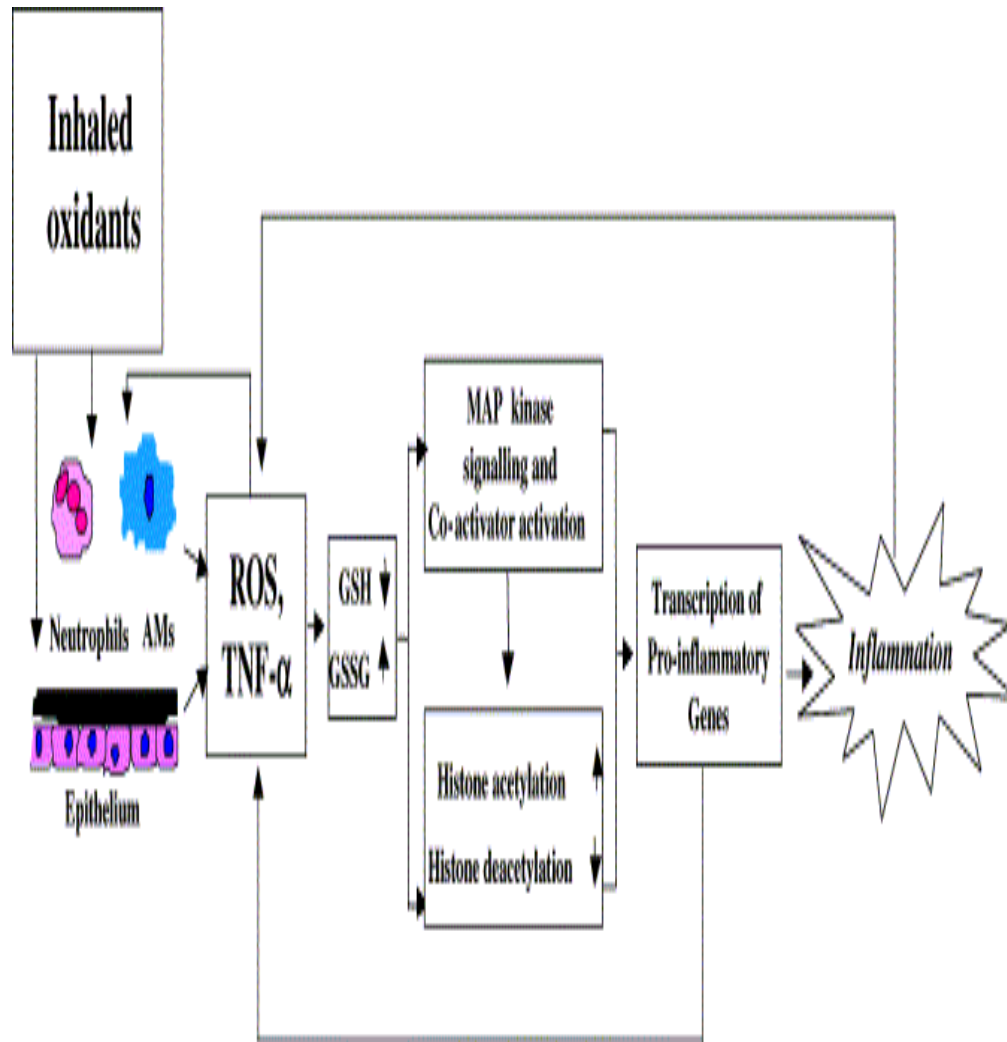 Inhaled
oxidants
Neutrophils AMs
Epithelium
ROS,
TNF-α
GSH
GSSG
MAP kinase
signalling and
Co-activator activation
Histone acetylation
Histone deacetylation
Transcription of
Pro-inflammatory
Genes
Inflammation